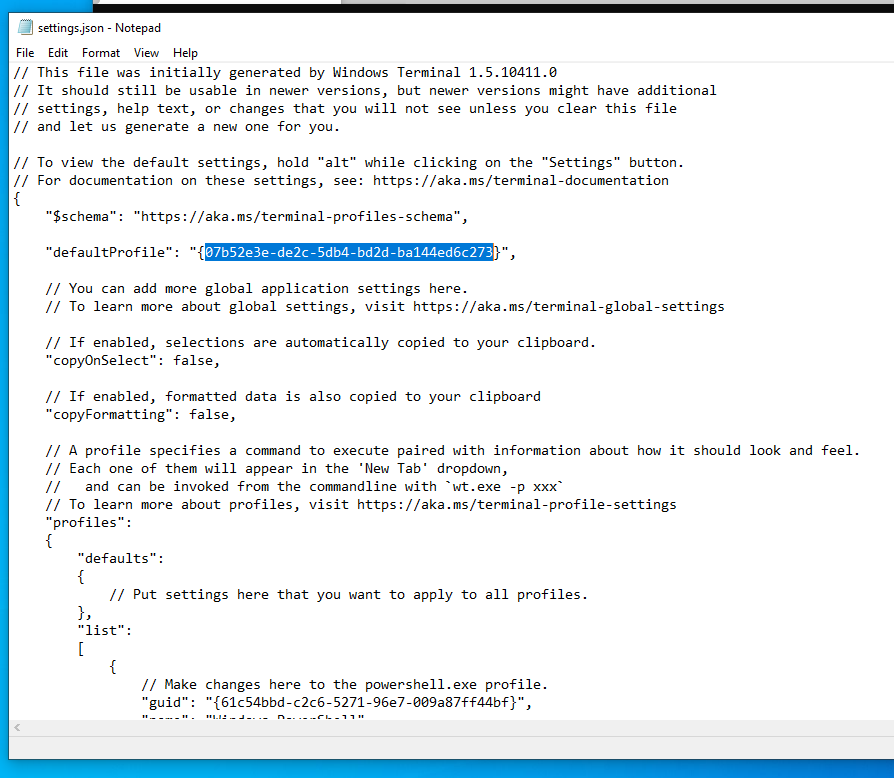 settings.json - Notepad
File Edit Format View Help
// This file was initially generated by Windows Terminal 1.5.10411.0
// It should still be usable in newer versions, but newer versions might have additional
// settings, help text, or changes that you will not see unless you clear this file
// and let us generate a new one for you.
// To view the default settings, hold "alt" while clicking on the "Settings" button.
// For documentation on these settings, see: https://aka.ms/terminal-documentation
{
"$schema": "https://aka.ms/terminal-profiles-schema",
"defaultProfile": "{07b52e3e-de2c-5db4-bd2d-ba144ed6c273}",
// You can add more global application settings here.
// To learn more about global settings, visit https://aka.ms/terminal-global-settings
// If enabled, selections are automatically copied to your clipboard.
"copyOnSelect": false,
// If enabled, formatted data is also copied to your clipboard
"copyFormatting": false,
// A profile specifies a command to execute paired with information about how it should look and feel.
// Each one of them will appear in the 'New Tab' dropdown,
//   and can be invoked from the commandline with `wt.exe -p xxx`
// To learn more about profiles, visit https://aka.ms/terminal-profile-settings
"profiles":
{
"defaults":
{
// Put settings here that you want to apply to all profiles.
},
"list":
[
{
// Make changes here to the powershell.exe profile.
"guid": "{61c54bbd-c2c6-5271-96e7-009a87ff44bf}",
"name": "Windows PowerShell"